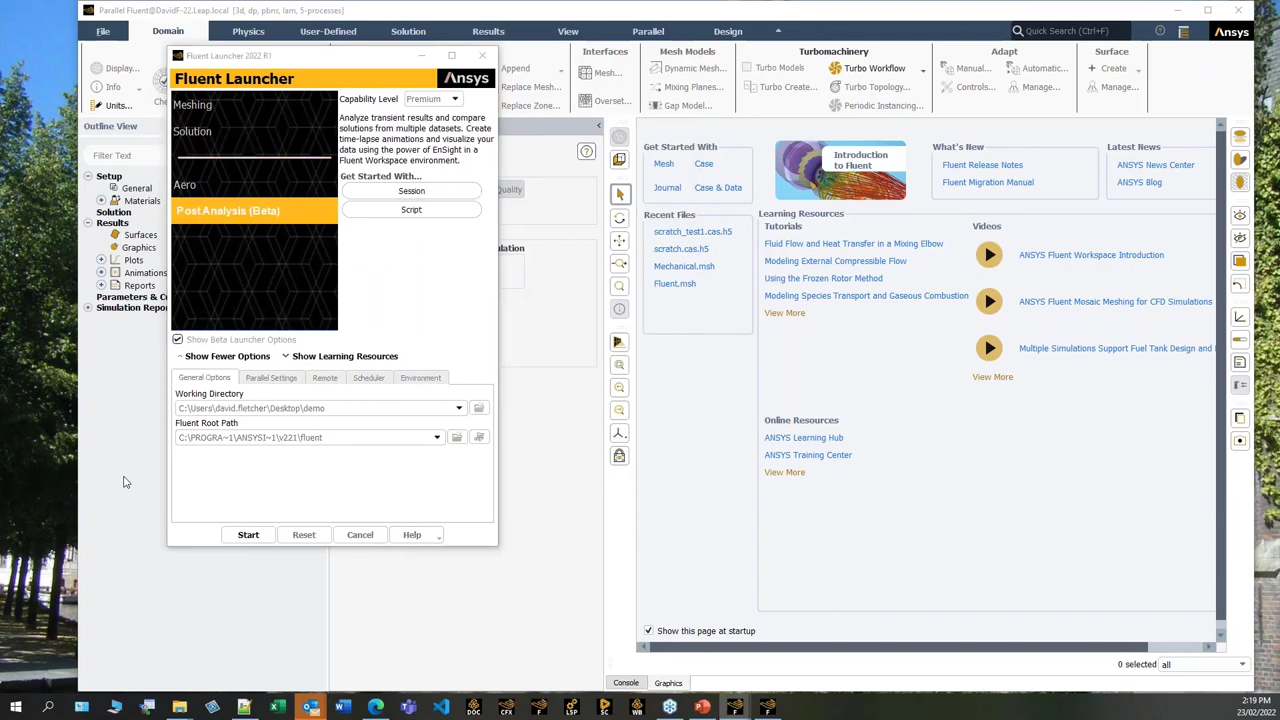 Parallel Fluent@DavidF-22.Leap.local [3d, dp, pbns, lam, 5-processes]
File
Domain
Physics
User-Defined
Solution
Results
View
Parallel
Design
Quick Search (Ctrl+F)
Ansys
Display...
Info
Units...
Append
Replace Mesh...
Replace Zone...
Interfaces
Mesh...
Overset...
Mesh Models
Dynamic Mesh...
Mixing Planes...
Gap Model...
Turbomachinery
Turbo Models
Turbo Workflow
Turbo Create...
Turbo Topology...
Periodic Instancing...
Adapt
Manual...
Automatic...
Controls...
Manage...
Surface
Create
Manage...
Outline View
Filter Text
Setup
General
Materials
Solution
Results
Surfaces
Graphics
Plots
Animations
Reports
Parameters & C
Simulation Repo
Quality
Fluent Launcher 2022 R1
Fluent Launcher
Ansys
Meshing
Solution
Aero
Post Analysis (Beta)
Capability Level Premium
Analyze transient results and compare
solutions from multiple datasets. Create
time-lapse animations and visualize your
data using the power of EnSight in a
Fluent Workspace environment.
Get Started With...
Session
Script
Show Beta Launcher Options
Show Fewer Options
Show Learning Resources
General Options
Parallel Settings
Remote
Scheduler
Environment
Working Directory
C:\Users\david.fletcher\Desktop\demo
Fluent Root Path
C:\PROGRA~1\ANSYSI~1\v221\fluent
Start
Reset
Cancel
Help
Get Started With
Mesh
Case
Journal
Case & Data
Recent Files
scratch_test1.cas.h5
scratch.cas.h5
Mechanical.msh
Fluent.msh
Introduction
to Fluent
What's New
Fluent Release Notes
Fluent Migration Manual
Latest News
ANSYS News Center
ANSYS Blog
Learning Resources
Tutorials
Fluid Flow and Heat Transfer in a Mixing Elbow
Modeling External Compressible Flow
Using the Frozen Rotor Method
Modeling Species Transport and Gaseous Combustion
View More
Videos
ANSYS Fluent Workspace Introduction
ANSYS Fluent Mosaic Meshing for CFD Simulations
Multiple Simulations Support Fuel Tank Design and
View More
Online Resources
ANSYS Learning Hub
ANSYS Training Center
View More
Show this page at startup
0 selected all
Console
Graphics
DOC
CFX
F
LSP
SC
WB
F
F
2:19 PM
23/02/2022